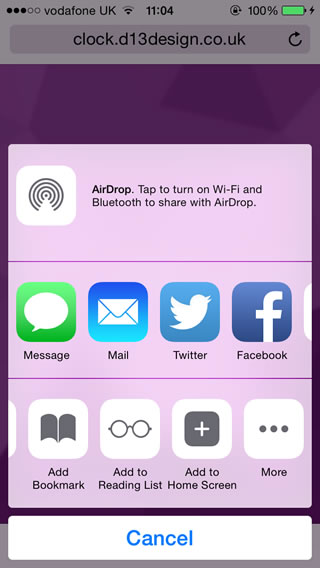 vodafone UK 11:04 100%
clock.d13design.co.uk
AirDrop. Tap to turn on Wi-Fi and
Bluetooth to share with AirDrop.
Message Mail Twitter Facebook
Add Bookmark Add to Reading List Add to Home Screen More
Cancel